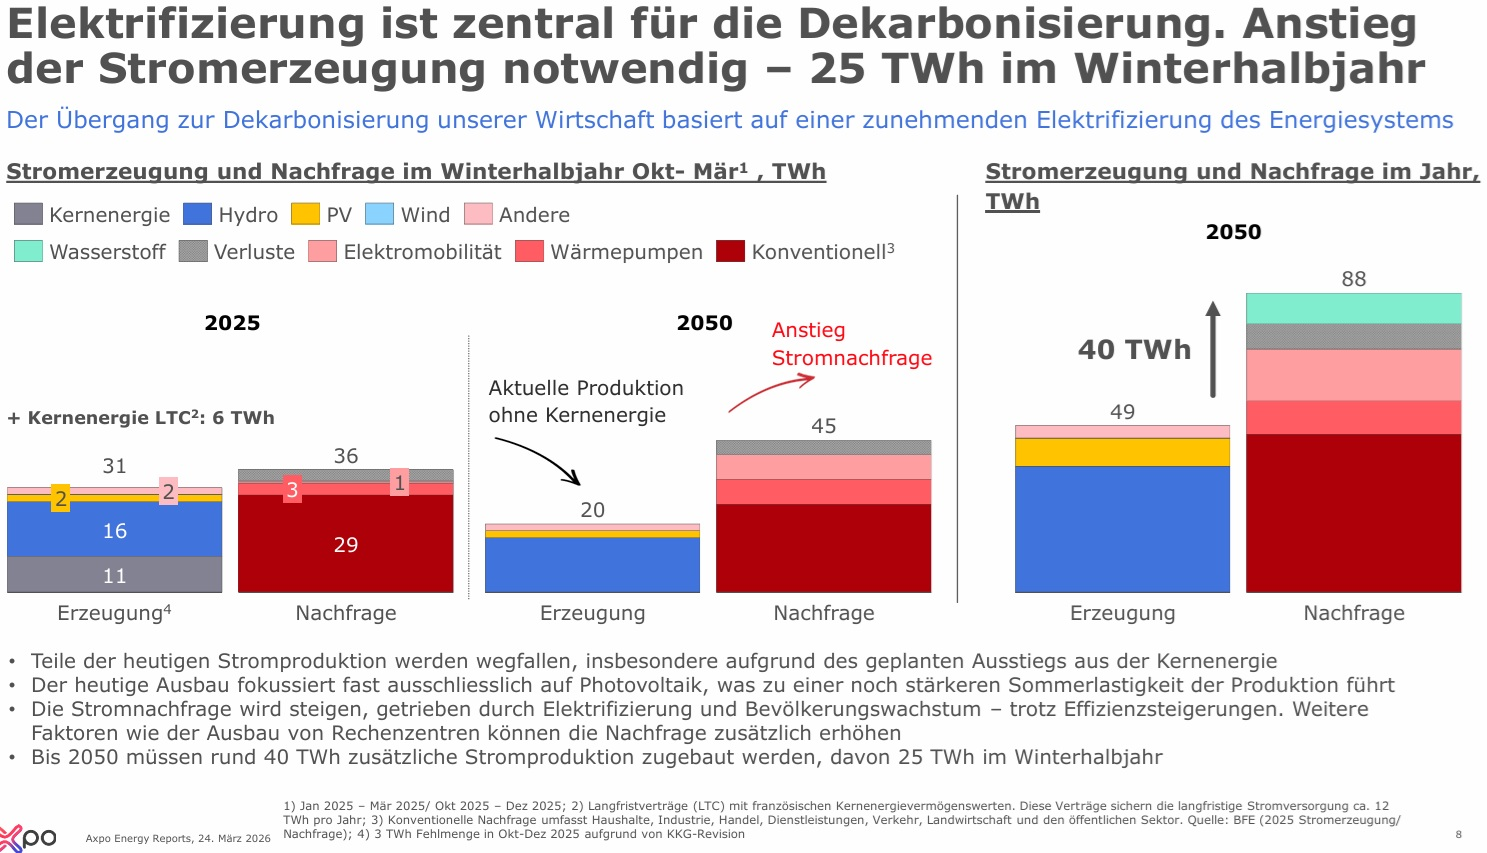 Elektrifizierung ist zentral für die Dekarbonisierung. Anstieg
der Stromerzeugung notwendig – 25 TWh im Winterhalbjahr
Der Übergang zur Dekarbonisierung unserer Wirtschaft basiert auf einer zunehmenden Elektrifizierung des Energiesystems
Stromerzeugung und Nachfrage im Winterhalbjahr Okt- Mär¹ , TWh
Kernenergie Hydro PV Wind Andere
Wasserstoff Verluste Elektromobilität Wärmepumpen Konventionell³
2025
+ Kernenergie LTC²: 6 TWh
31
2
2
16
11
Erzeugung⁴
36
3
1
29
Nachfrage
2050
Anstieg
Stromnachfrage
Aktuelle Produktion
ohne Kernenergie
20
Erzeugung
45
Nachfrage
Stromerzeugung und Nachfrage im Jahr,
TWh
2050
40 TWh
49
Erzeugung
88
Nachfrage
• Teile der heutigen Stromproduktion werden wegfallen, insbesondere aufgrund des geplanten Ausstiegs aus der Kernenergie
• Der heutige Ausbau fokussiert fast ausschliesslich auf Photovoltaik, was zu einer noch stärkeren Sommerlastigkeit der Produktion führt
• Die Stromnachfrage wird steigen, getrieben durch Elektrifizierung und Bevölkerungswachstum – trotz Effizienzsteigerungen. Weitere
Faktoren wie der Ausbau von Rechenzentren können die Nachfrage zusätzlich erhöhen
• Bis 2050 müssen rund 40 TWh zusätzliche Stromproduktion zugebaut werden, davon 25 TWh im Winterhalbjahr
xpo
Axpo Energy Reports, 24. März 2026
1) Jan 2025 – Mär 2025/ Okt 2025 – Dez 2025; 2) Langfristverträge (LTC) mit französischen Kernenergievermögenswerten. Diese Verträge sichern die langfristige Stromversorgung ca. 12
TWh pro Jahr; 3) Konventionelle Nachfrage umfasst Haushalte, Industrie, Handel, Dienstleistungen, Verkehr, Landwirtschaft und den öffentlichen Sektor. Quelle: BFE (2025 Stromerzeugung/
Nachfrage); 4) 3 TWh Fehlmenge in Okt-Dez 2025 aufgrund von KKG-Revision
8